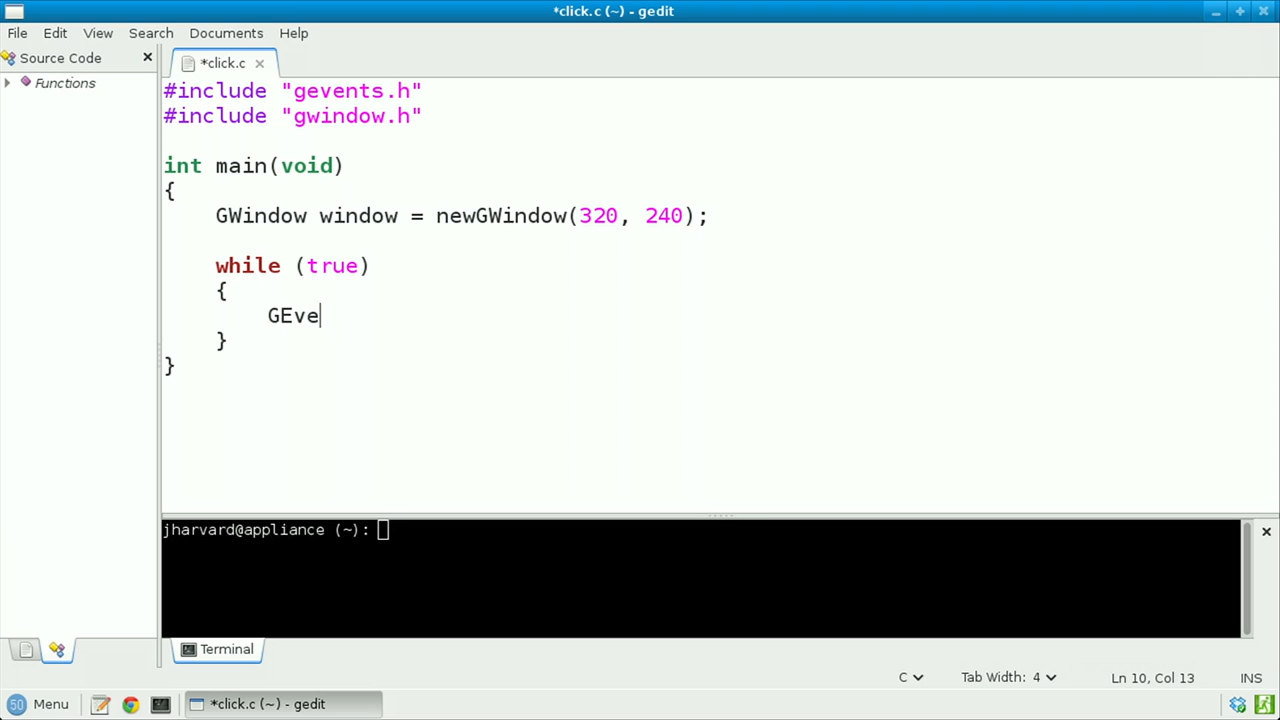 *click.c (~) - gedit
File Edit View Search Documents Help
Source Code
*click.c
Functions
#include "gevents.h"
#include "gwindow.h"
int main(void)
{
GWindow window = newGWindow(320, 240);
while (true)
{
GEve
}
}
jharvard@appliance (~):
Terminal
C Tab Width: 4 Ln 10, Col 13 INS
50 Menu *click.c (~) - gedit